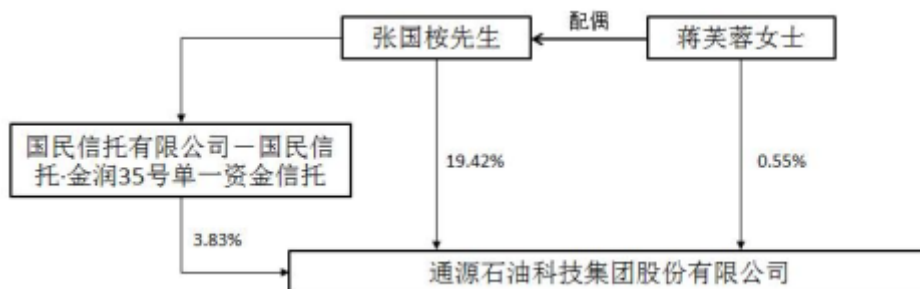 配偶
张国桉先生
蒋芙蓉女士
国民信托有限公司－国民信
托·金润35号单一资金信托
19.42%
0.55%
3.83%
通源石油科技集团股份有限公司